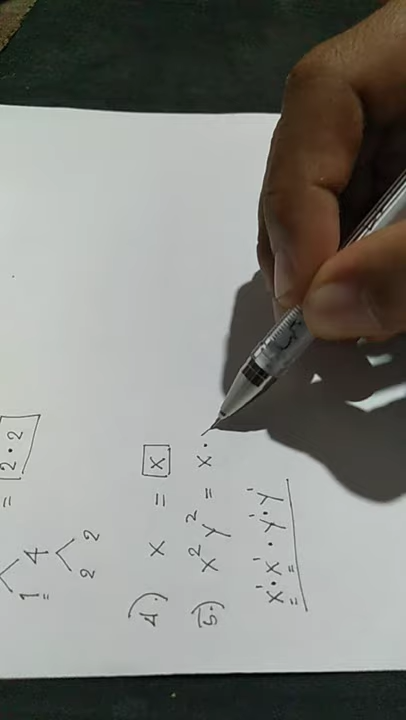 = 2 · 2
1 4
2 2
4.) x = x
5.) x² y² = x ·
x¹ · x¹ · y¹ · y¹